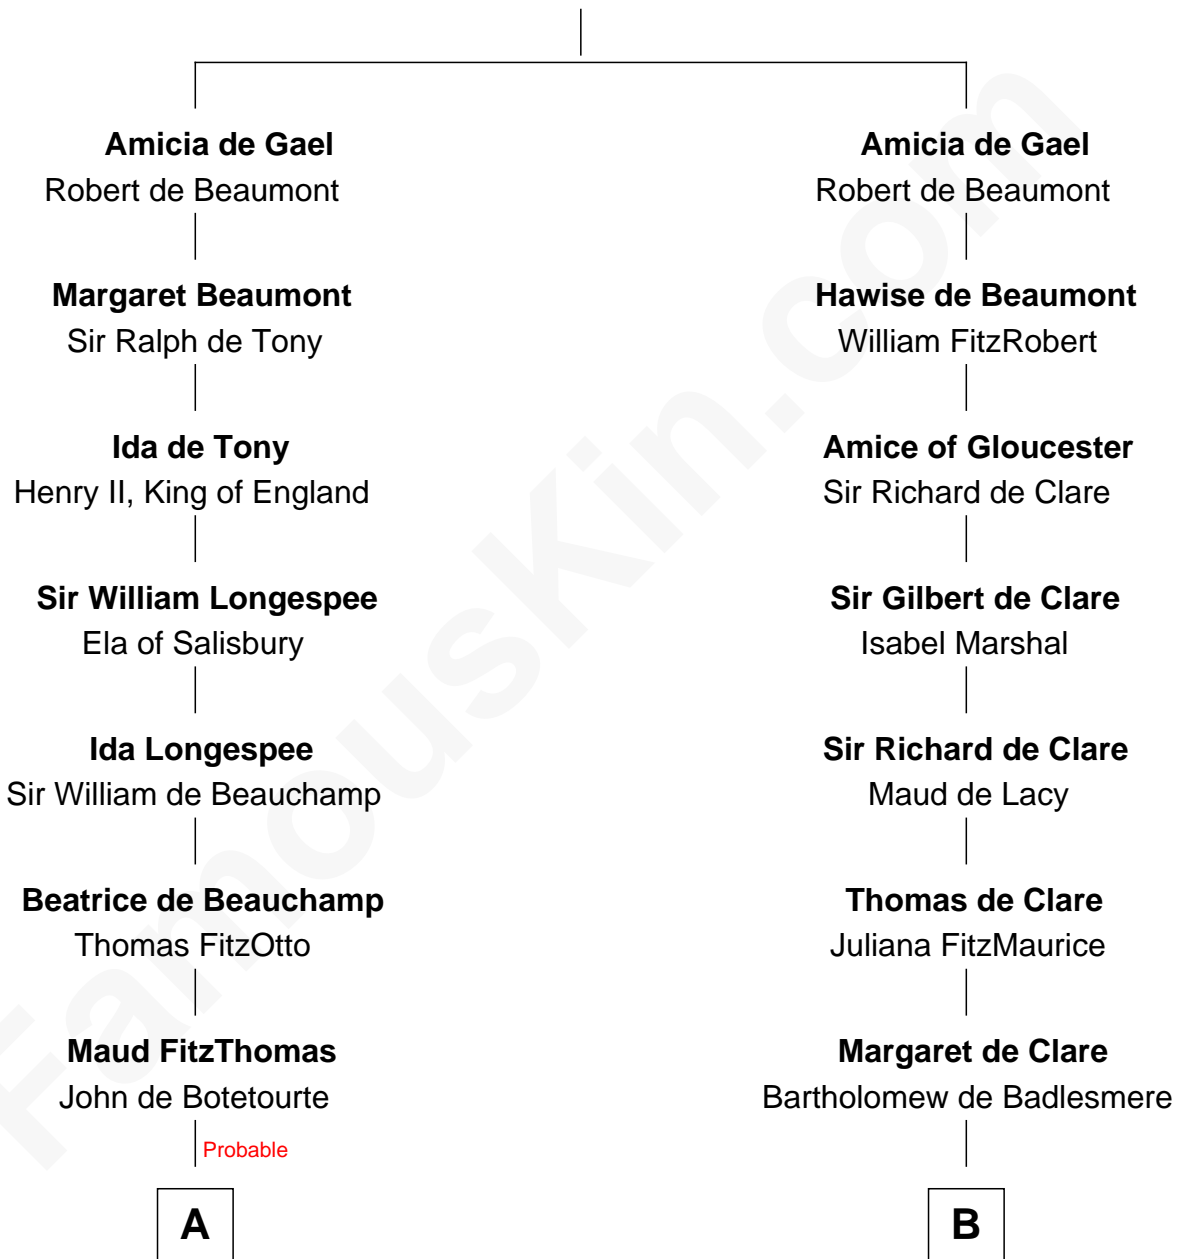 Amicia de Gael
Robert de Beaumont
Margaret Beaumont
Sir Ralph de Tony
Ida de Tony
Henry II, King of England
Sir William Longespee
Ela of Salisbury
Ida Longespee
Sir William de Beauchamp
Beatrice de Beauchamp
Thomas FitzOtto
Maud FitzThomas
John de Botetourte
Probable
A
Amicia de Gael
Robert de Beaumont
Hawise de Beaumont
William FitzRobert
Amice of Gloucester
Sir Richard de Clare
Sir Gilbert de Clare
Isabel Marshal
Sir Richard de Clare
Maud de Lacy
Thomas de Clare
Juliana FitzMaurice
Margaret de Clare
Bartholomew de Badlesmere
B
FamousKin.com